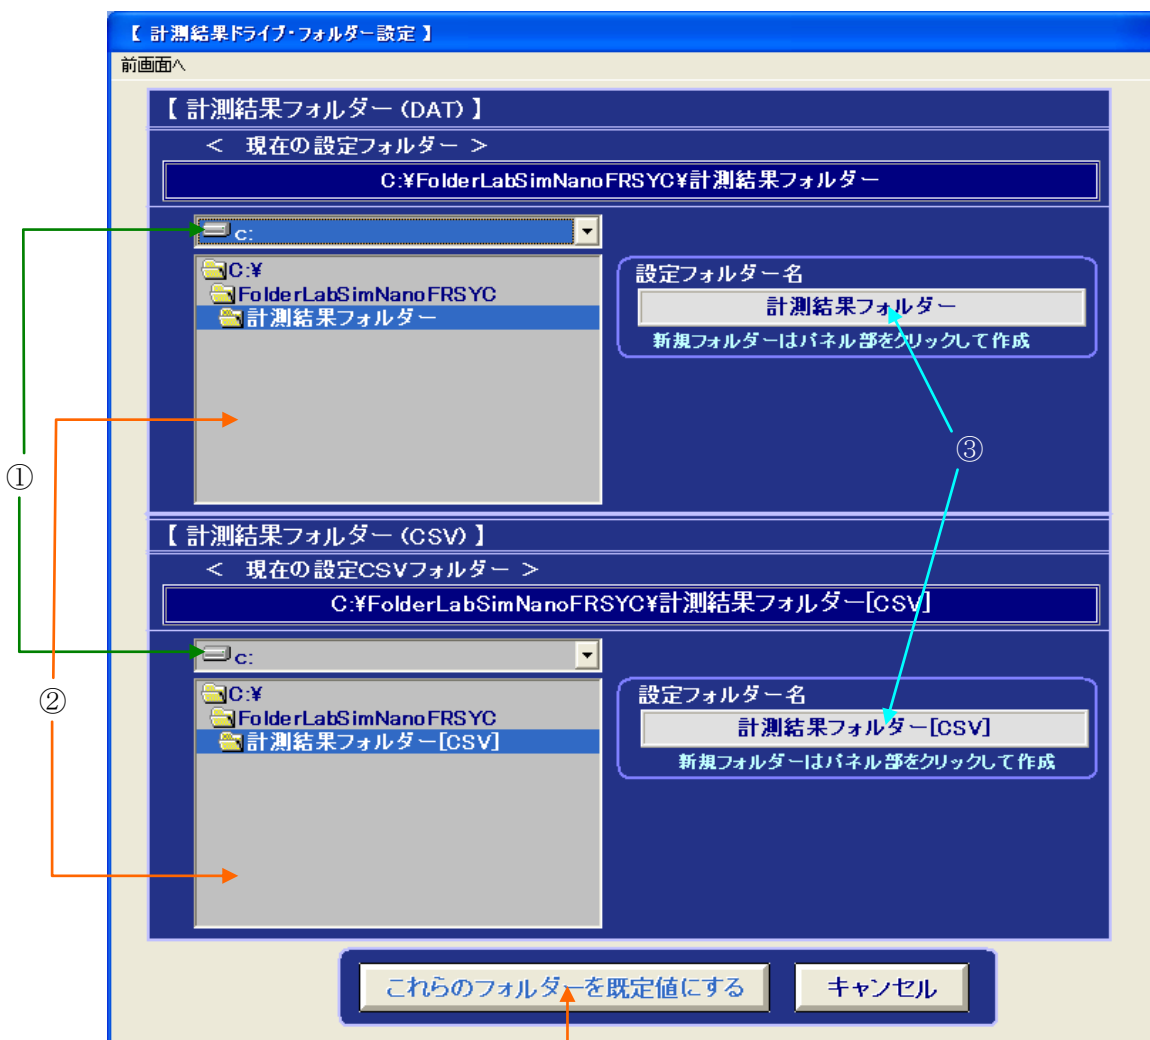 【 計測結果ドライブ・フォルダー設定 】
前画面へ
【 計測結果フォルダー (DAT) 】
＜ 現在の設定フォルダー ＞
C:¥FolderLabSimNanoFRSYC¥計測結果フォルダー
c:
C:¥
FolderLabSimNanoFRSYC
計測結果フォルダー
設定フォルダー名
計測結果フォルダー
新規フォルダーはパネル部をクリックして作成
①
③
【 計測結果フォルダー (CSV) 】
＜ 現在の設定CSVフォルダー ＞
C:¥FolderLabSimNanoFRSYC¥計測結果フォルダー[CSV]
c:
C:¥
FolderLabSimNanoFRSYC
計測結果フォルダー[CSV]
設定フォルダー名
計測結果フォルダー[CSV]
新規フォルダーはパネル部をクリックして作成
②
これらのフォルダーを既定値にする
キャンセル